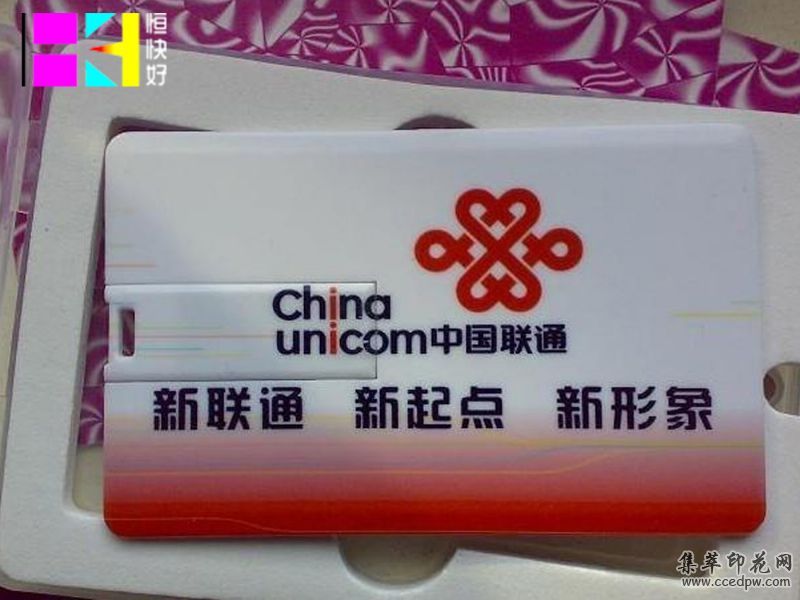 恒快好
China
unicom中国联通
新联通 新起点 新形象
集萃印花网
www.ccedpw.com